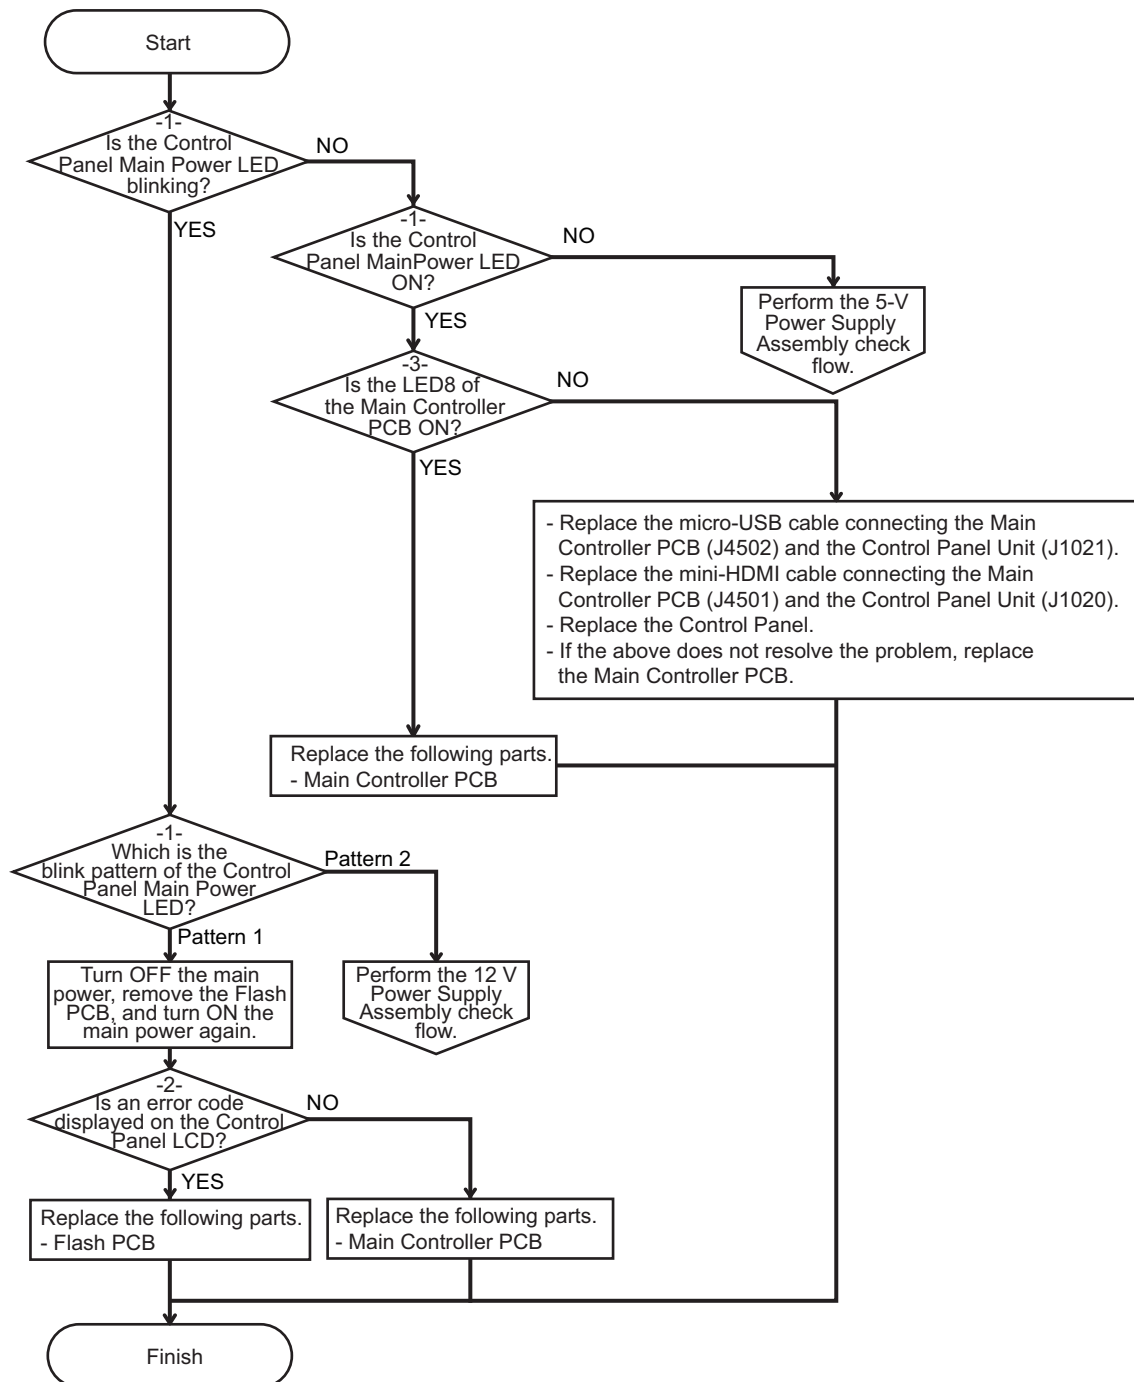 Start
-1-
Is the Control
Panel Main Power LED
blinking?
NO
YES
-1-
Is the Control
Panel MainPower LED
ON?
NO
YES
Perform the 5-V
Power Supply
Assembly check
flow.
-3-
Is the LED8 of
the Main Controller
PCB ON?
NO
YES
- Replace the micro-USB cable connecting the Main
Controller PCB (J4502) and the Control Panel Unit (J1021).
- Replace the mini-HDMI cable connecting the Main
Controller PCB (J4501) and the Control Panel Unit (J1020).
- Replace the Control Panel.
- If the above does not resolve the problem, replace
the Main Controller PCB.
Replace the following parts.
- Main Controller PCB
-1-
Which is the
blink pattern of the Control
Panel Main Power
LED?
Pattern 2
Pattern 1
Turn OFF the main
power, remove the Flash
PCB, and turn ON the
main power again.
Perform the 12 V
Power Supply
Assembly check
flow.
-2-
Is an error code
displayed on the Control
Panel LCD?
NO
YES
Replace the following parts.
- Flash PCB
Replace the following parts.
- Main Controller PCB
Finish